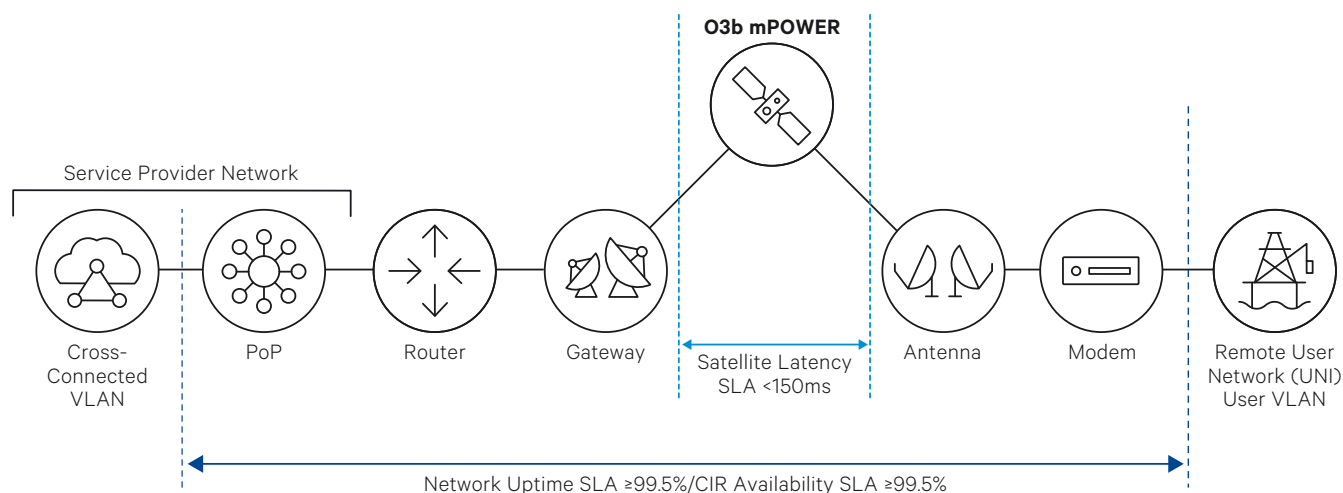 O3b mPOWER
Service Provider Network
Cross-
Connected
VLAN
PoP
Router
Gateway
Satellite Latency
SLA <150ms
Antenna
Modem
Remote User
Network (UNI)
User VLAN
Network Uptime SLA ≥99.5%/CIR Availability SLA ≥99.5%